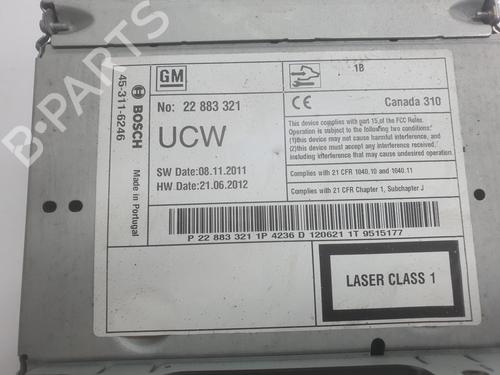 GM
1B
No: 22 883 321
CE
Canada 310
BOSCH
45-311-6246
Made in Portugal
UCW
This device complies with part 15,of the FCC Rules.
Operation is subject to the following two conditions:
(1)this device may not cause harmful interference, and
(2)this device must accept any interference received,
including interference that may cause undesired operation.
SW Date:08.11.2011
HW Date:21.06.2012
Complies with 21 CFR 1040.10 and 1040.11
Complies with 21 CFR Chapter 1, Subchapter J
P 22 883 321 1P 4236 D 120621 1T 9515177
LASER CLASS 1
B-PARTS